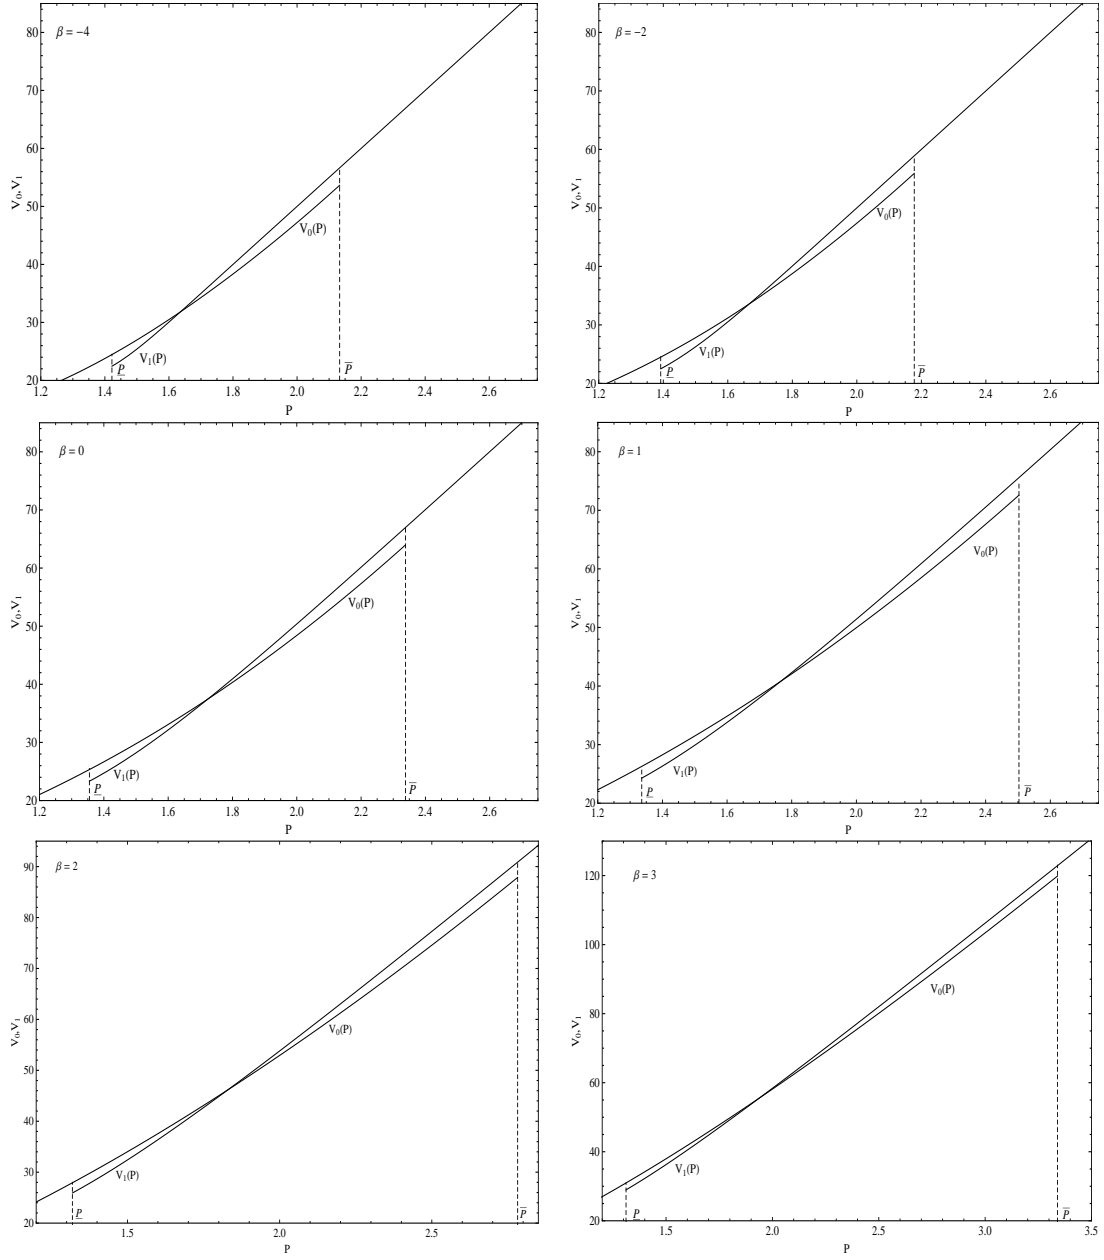 β = −4
80
70
60
50
40
30
20
V₀, V₁
V₀(P)
V₁(P)
P̲
P̅
1.2 1.4 1.6 1.8 2.0 2.2 2.4 2.6
P
β = −2
80
70
60
50
40
30
20
V₀, V₁
V₀(P)
V₁(P)
P̲
P̅
1.2 1.4 1.6 1.8 2.0 2.2 2.4 2.6
P
β = 0
80
70
60
50
40
30
20
V₀, V₁
V₀(P)
V₁(P)
P̲
P̅
1.2 1.4 1.6 1.8 2.0 2.2 2.4 2.6
P
β = 1
80
70
60
50
40
30
20
V₀, V₁
V₀(P)
V₁(P)
P̲
P̅
1.2 1.4 1.6 1.8 2.0 2.2 2.4 2.6
P
β = 2
90
80
70
60
50
40
30
20
V₀, V₁
V₀(P)
V₁(P)
P̲
P̅
1.5 2.0 2.5
P
β = 3
120
100
80
60
40
20
V₀, V₁
V₀(P)
V₁(P)
P̲
P̅
1.5 2.0 2.5 3.0 3.5
P